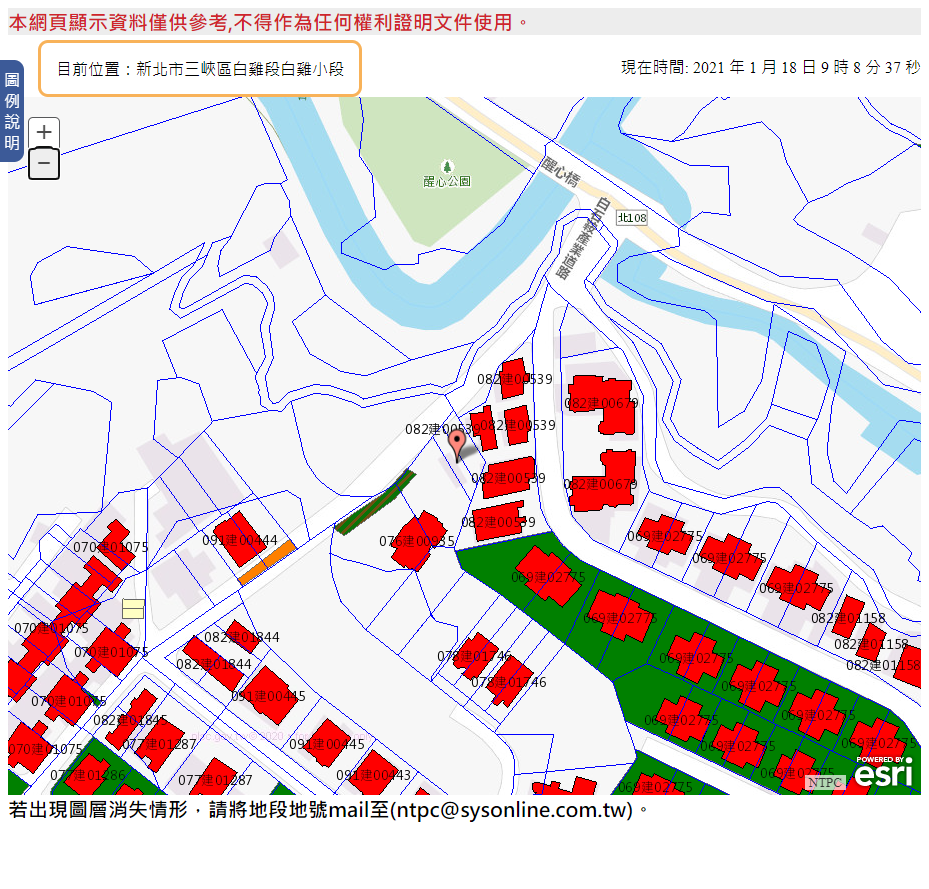 本網頁顯示資料僅供參考,不得作為任何權利證明文件使用。
目前位置：新北市三峽區白雞段白雞小段
現在時間: 2021 年 1 月 18 日 9 時 8 分 37 秒
圖例說明
+
−
醒心公園
醒心橋
北108
白石按產業道路
082建00539
082建00679
082建00539
082建00539
082建00539
082建00679
082建00539
076建00935
091建00444
070建01075
069建02775
069建02775
069建02775
069建02775
082建01158
069建02775
070建01075
082建01844
082建01158
070建01075
078建01746
069建02775
082建01844
082建01158
078建01746
069建02775
091建00445
070建01075
069建02775
082建01845
069建02775
077建01287
091建00445
069建02775
069建02775
070建01075
069建02775
077建01286
077建01287
091建00443
069建02775
POWERED BY
esri
NTPC
若出現圖層消失情形，請將地段地號mail至(ntpc@sysonline.com.tw)。